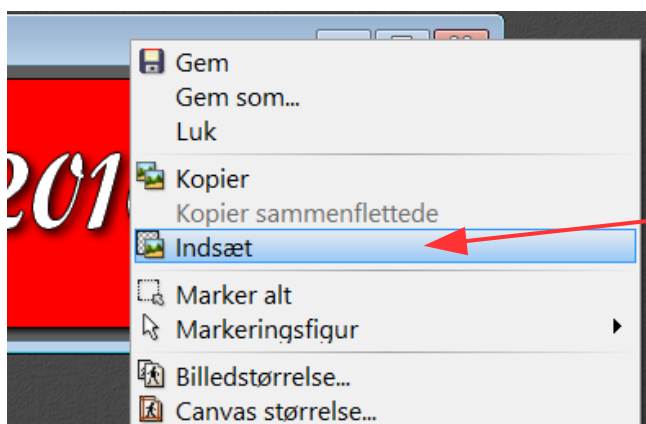 Gem
Gem som...
Luk
Kopier
Kopier sammenflettede
Indsæt
Marker alt
Markeringsfigur
Billedstørrelse...
Canvas størrelse...